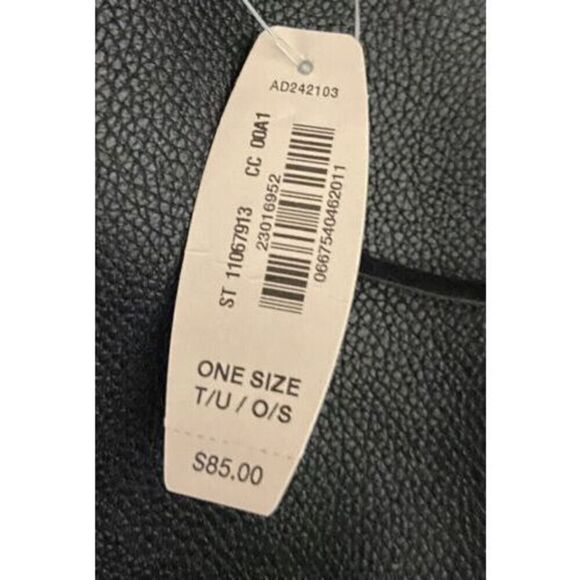 AD242103
ST 11067913 CC 00A1
23016952
0667540462011
ONE SIZE
T/U / O/S
$85.00